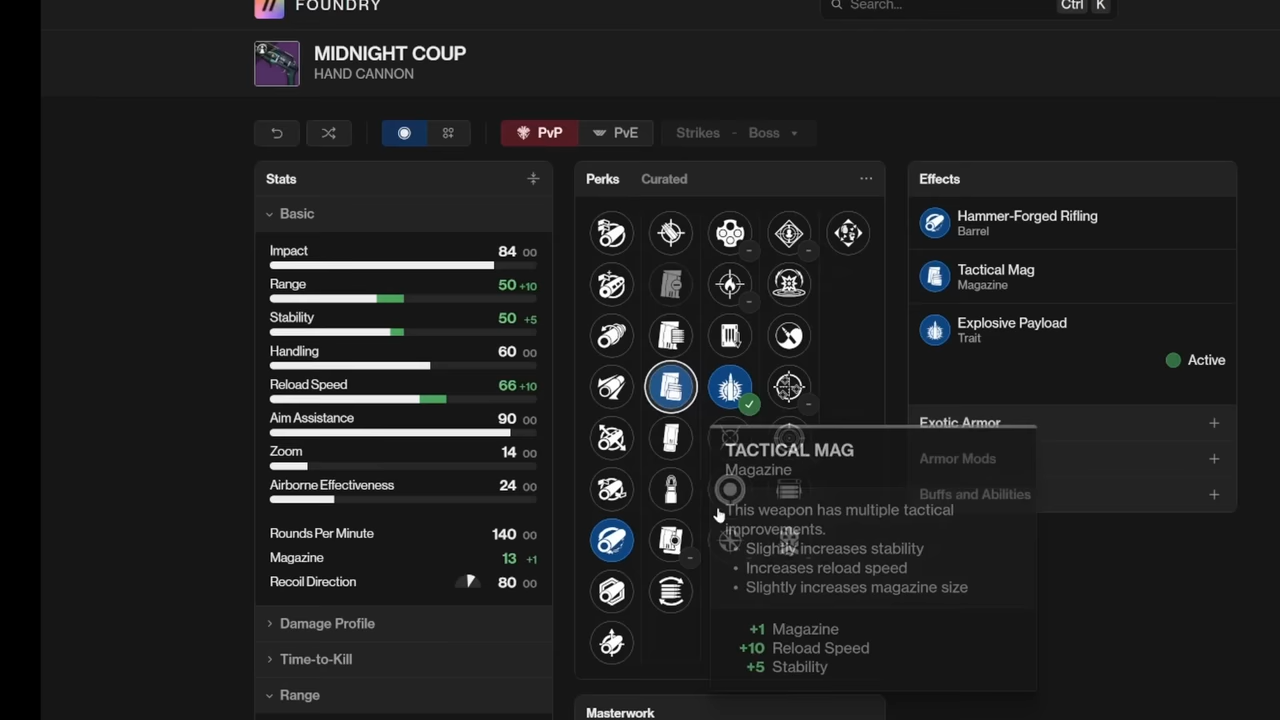 FOUNDRY
Search...
Ctrl K
MIDNIGHT COUP
HAND CANNON
PvP
PvE
Strikes - Boss
Stats
Basic
Impact 84 00
Range 50 +10
Stability 50 +5
Handling 60 00
Reload Speed 66 +10
Aim Assistance 90 00
Zoom 14 00
Airborne Effectiveness 24 00
Rounds Per Minute 140 00
Magazine 13 +1
Recoil Direction 80 00
Damage Profile
Time-to-Kill
Range
Perks Curated
TACTICAL MAG
Magazine
This weapon has multiple tactical
improvements.
• Slightly increases stability
• Increases reload speed
• Slightly increases magazine size
+1 Magazine
+10 Reload Speed
+5 Stability
Masterwork
Effects
Hammer-Forged Rifling
Barrel
Tactical Mag
Magazine
Explosive Payload
Trait
Active
Exotic Armor
Armor Mods
Buffs and Abilities